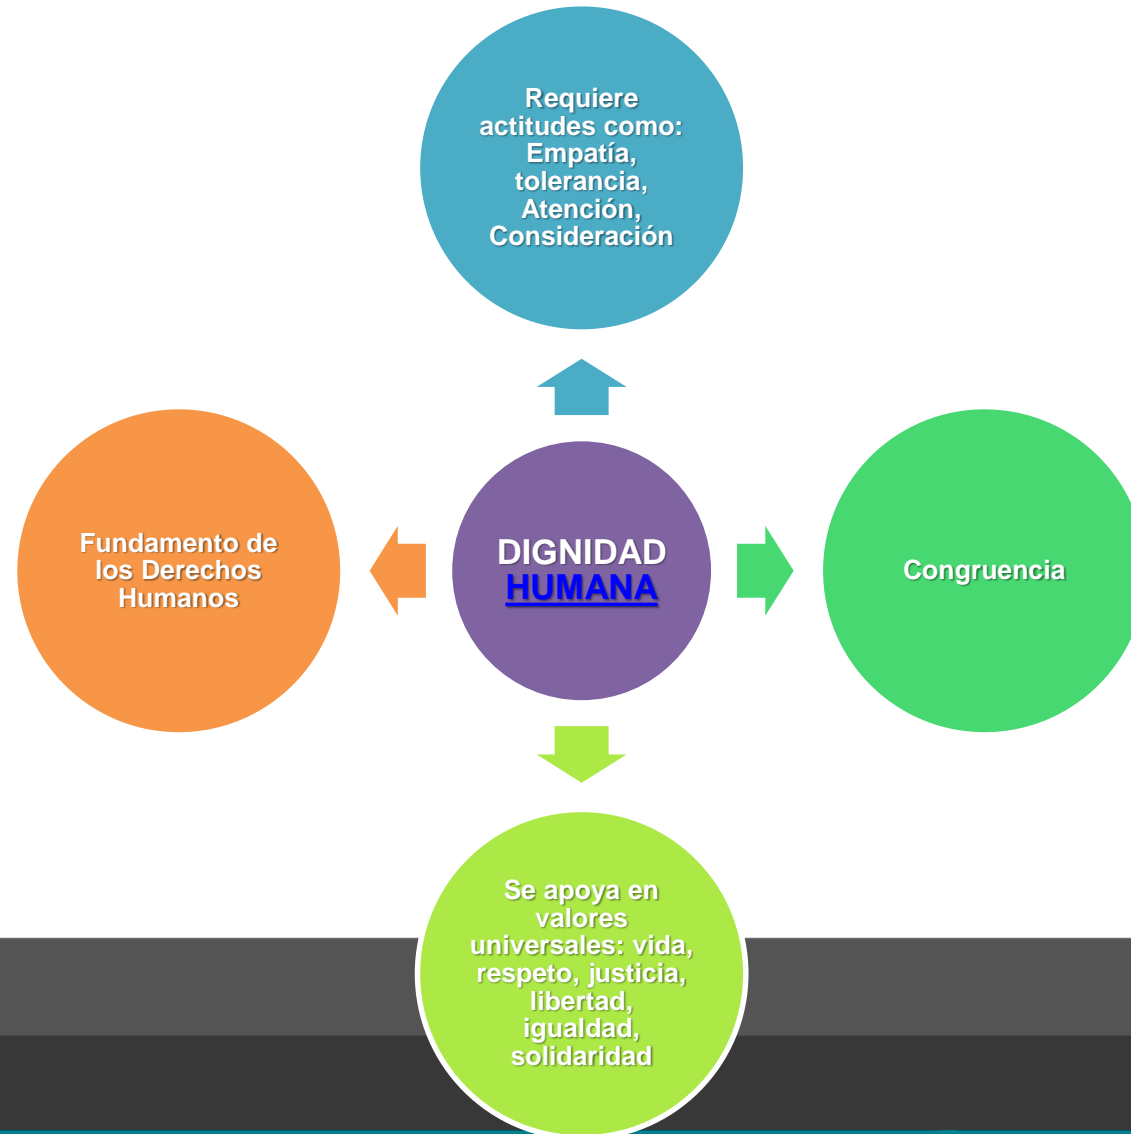 Requiere
actitudes como:
Empatía,
tolerancia,
Atención,
Consideración
Fundamento de
los Derechos
Humanos
DIGNIDAD
HUMANA
Congruencia
Se apoya en
valores
universales: vida,
respeto, justicia,
libertad,
igualdad,
solidaridad